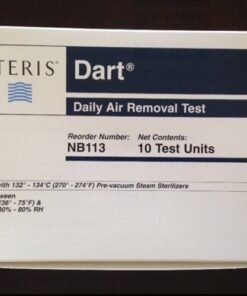 TERIS®
Dart®
Daily Air Removal Test
Reorder Number: Net Contents:
NB113 10 Test Units
with 132° - 134°C (270° - 274°F) Pre-vacuum Steam Sterilizers
ween
(36° - 75°F) &
30% - 80% RH